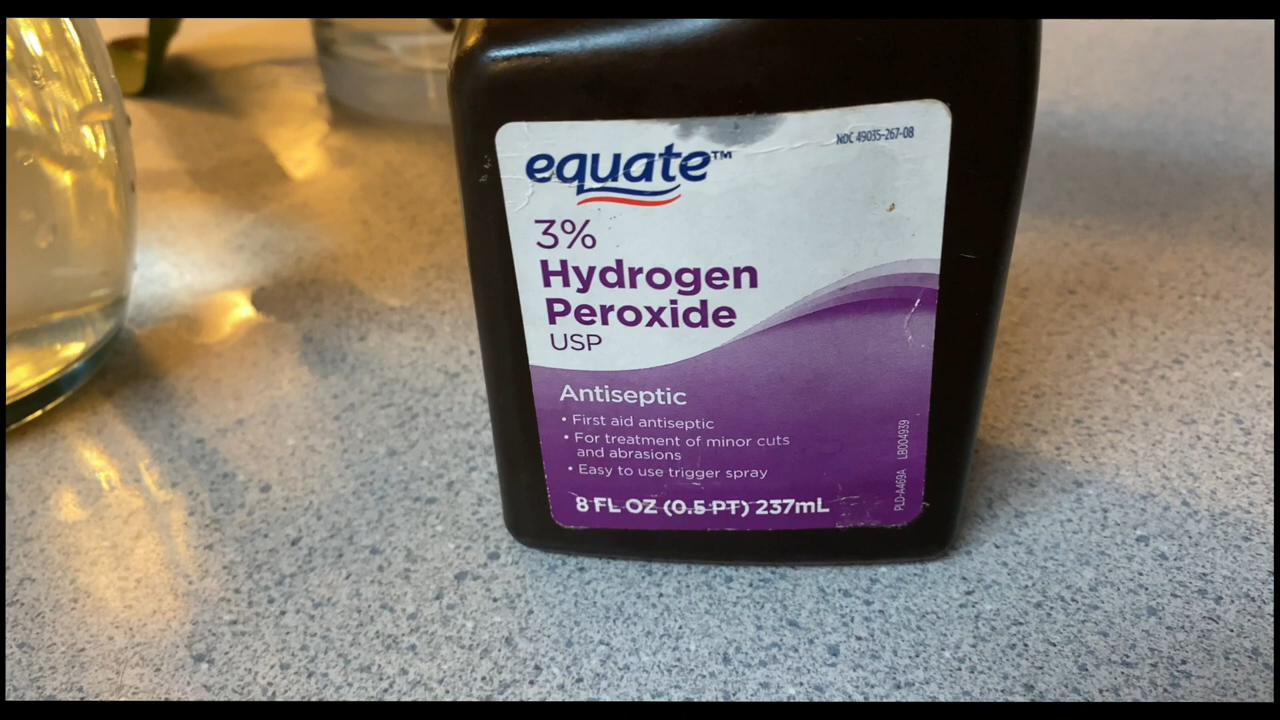 equate™
NDC 49035-267-08
3%
Hydrogen
Peroxide
USP
Antiseptic
• First aid antiseptic
• For treatment of minor cuts
and abrasions
• Easy to use trigger spray
8 FL OZ (0.5 PT) 237mL
PLD-A469A LB004939